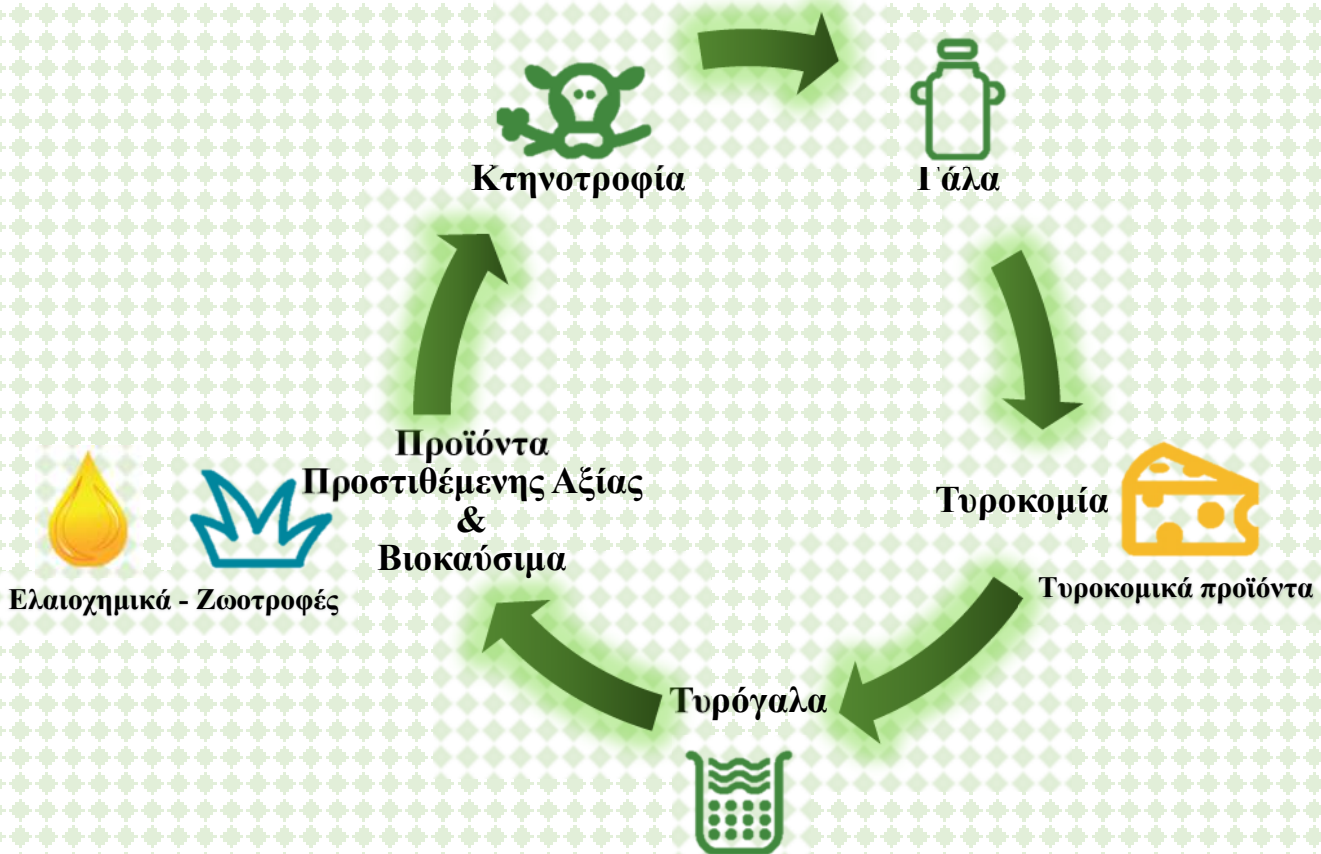 Κτηνοτροφία
Γάλα
Προϊόντα
Προστιθέμενης Αξίας
&
Βιοκαύσιμα
Τυροκομία
Ελαιοχημικά - Ζωοτροφές
Τυροκομικά προϊόντα
Τυρόγαλα